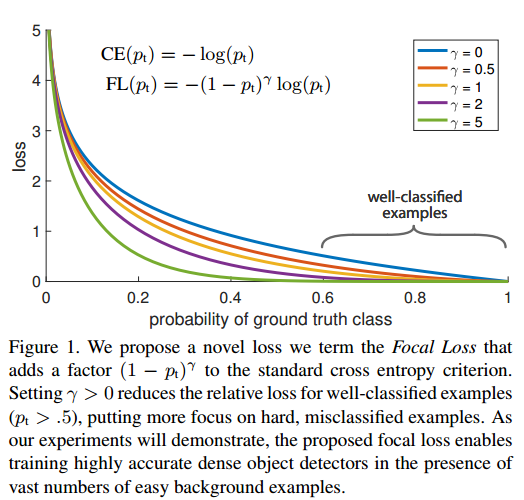 5
4
3
2
1
0
loss
CE(pₜ) = − log(pₜ)
FL(pₜ) = −(1 − pₜ)^γ log(pₜ)
γ = 0
γ = 0.5
γ = 1
γ = 2
γ = 5
well-classified
examples
0 0.2 0.4 0.6 0.8 1
probability of ground truth class
Figure 1. We propose a novel loss we term the Focal Loss that
adds a factor (1 − pₜ)^γ to the standard cross entropy criterion.
Setting γ > 0 reduces the relative loss for well-classified examples
(pₜ > .5), putting more focus on hard, misclassified examples. As
our experiments will demonstrate, the proposed focal loss enables
training highly accurate dense object detectors in the presence of
vast numbers of easy background examples.